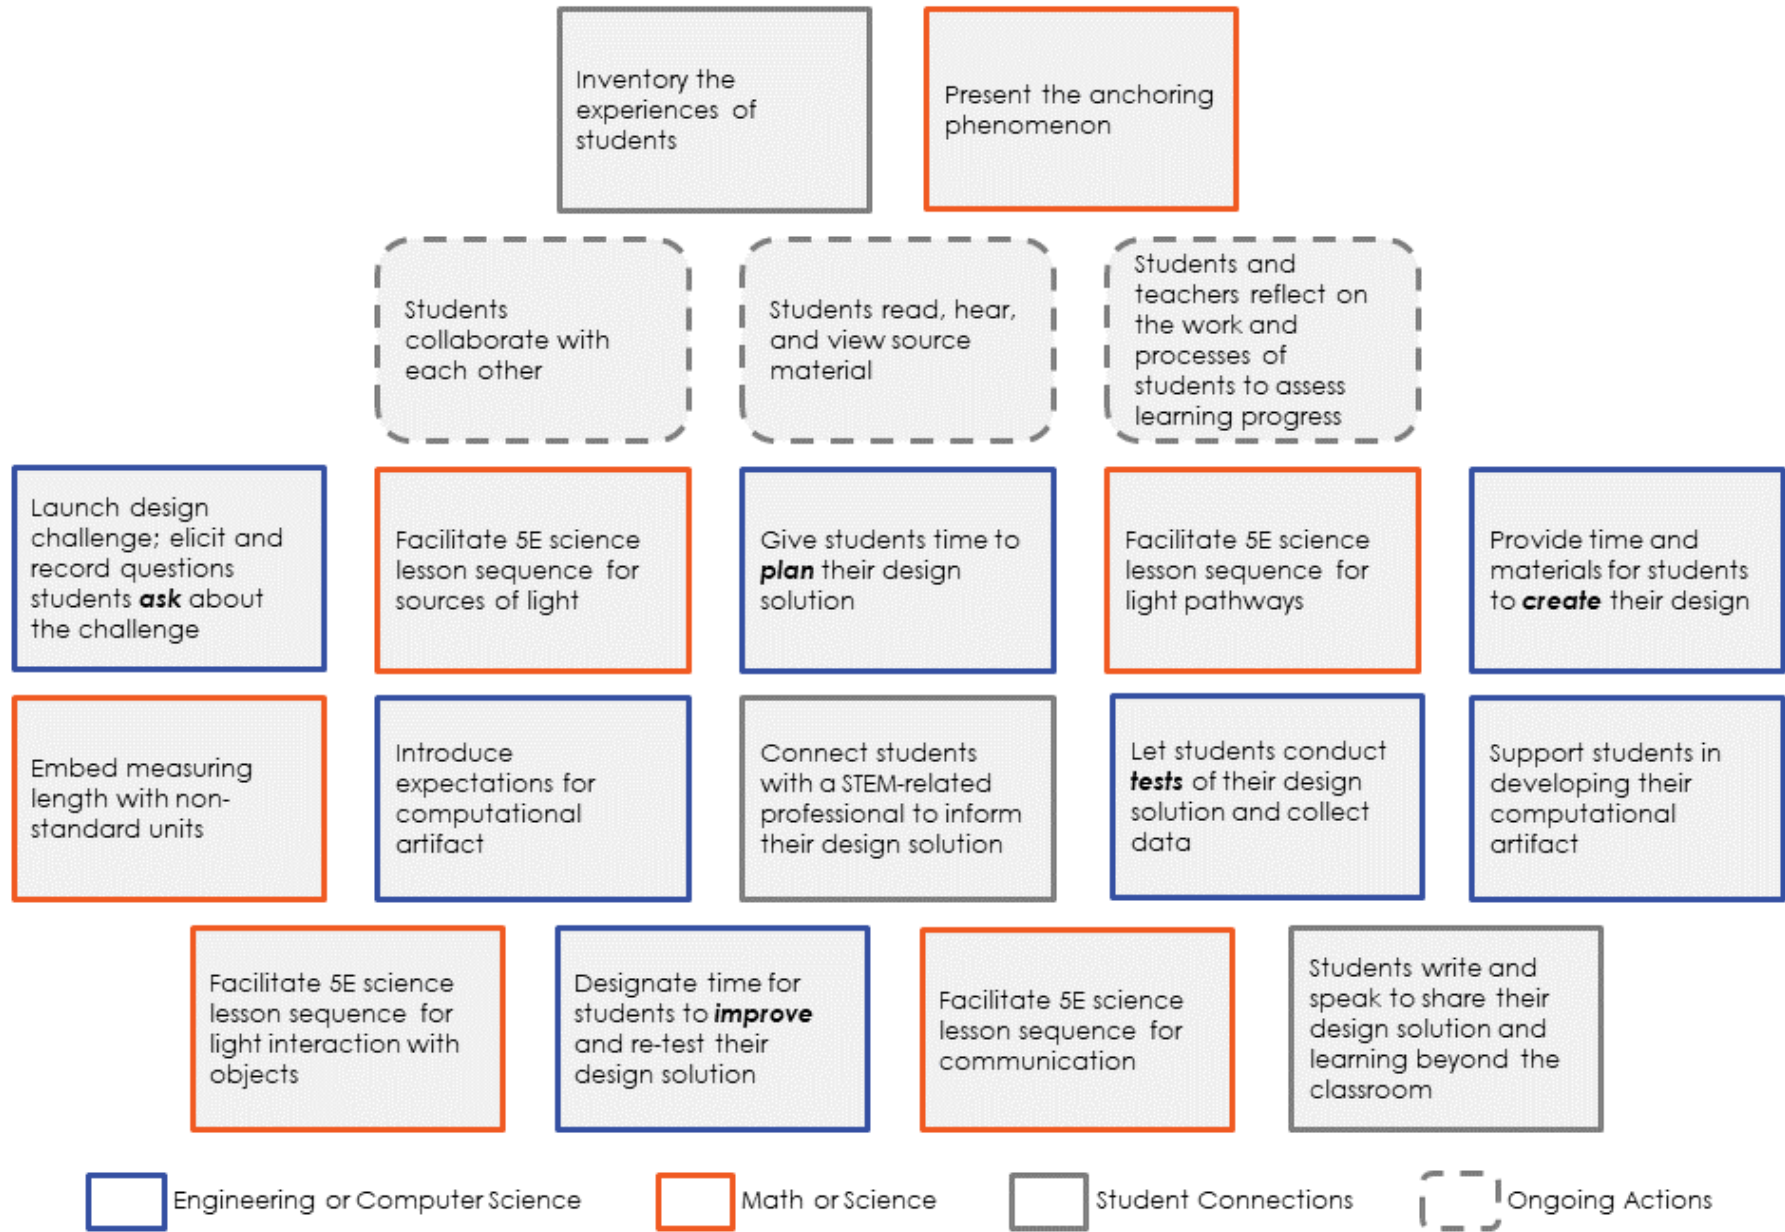 Inventory the
experiences of
students
Present the anchoring
phenomenon
Students
collaborate with
each other
Students read, hear,
and view source
material
Students and
teachers reflect on
the work and
processes of
students to assess
learning progress
Launch design
challenge; elicit and
record questions
students ask about
the challenge
Facilitate 5E science
lesson sequence for
sources of light
Give students time to
plan their design
solution
Facilitate 5E science
lesson sequence for
light pathways
Provide time and
materials for students
to create their design
Embed measuring
length with non-
standard units
Introduce
expectations for
computational
artifact
Connect students
with a STEM-related
professional to inform
their design solution
Let students conduct
tests of their design
solution and collect
data
Support students in
developing their
computational
artifact
Facilitate 5E science
lesson sequence for
light interaction with
objects
Designate time for
students to improve
and re-test their
design solution
Facilitate 5E science
lesson sequence for
communication
Students write and
speak to share their
design solution and
learning beyond the
classroom
Engineering or Computer Science
Math or Science
Student Connections
Ongoing Actions